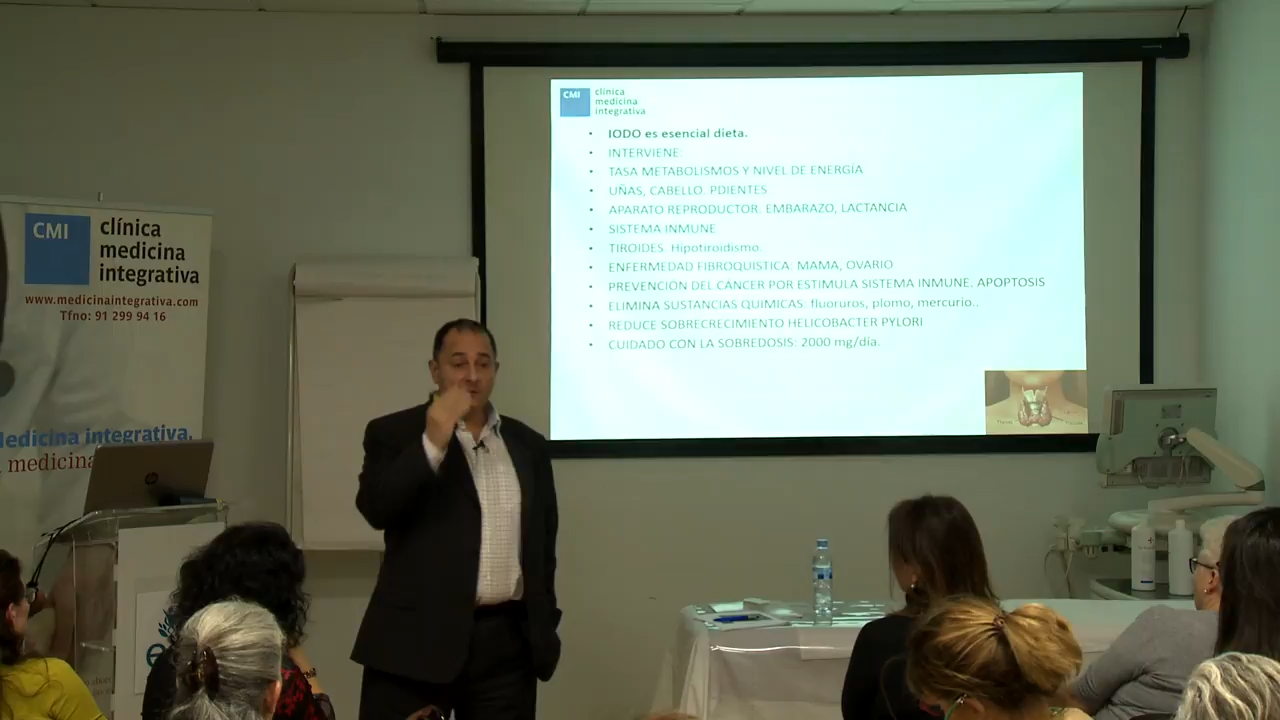 CMI
clínica
medicina
integrativa
• IODO es esencial dieta.
• INTERVIENE:
• TASA METABOLISMOS Y NIVEL DE ENERGÍA
• UÑAS, CABELLO. PDIENTES
• APARATO REPRODUCTOR. EMBARAZO, LACTANCIA
• SISTEMA INMUNE
• TIROIDES. Hipotiroidismo.
• ENFERMEDAD FIBROQUISTICA: MAMA, OVARIO
• PREVENCIÓN DEL CANCER POR ESTIMULA SISTEMA INMUNE. APOPTOSIS
• ELIMINA SUSTANCIAS QUIMICAS: fluoruros, plomo, mercurio..
• REDUCE SOBRECRECIMIENTO HELICOBACTER PYLORI
• CUIDADO CON LA SOBREDOSIS: 2000 mg/día.
CMI
clínica
medicina
integrativa
www.medicinaintegrativa.com
Tfno: 91 299 94 16
edicina integrativa,
medicina
hp